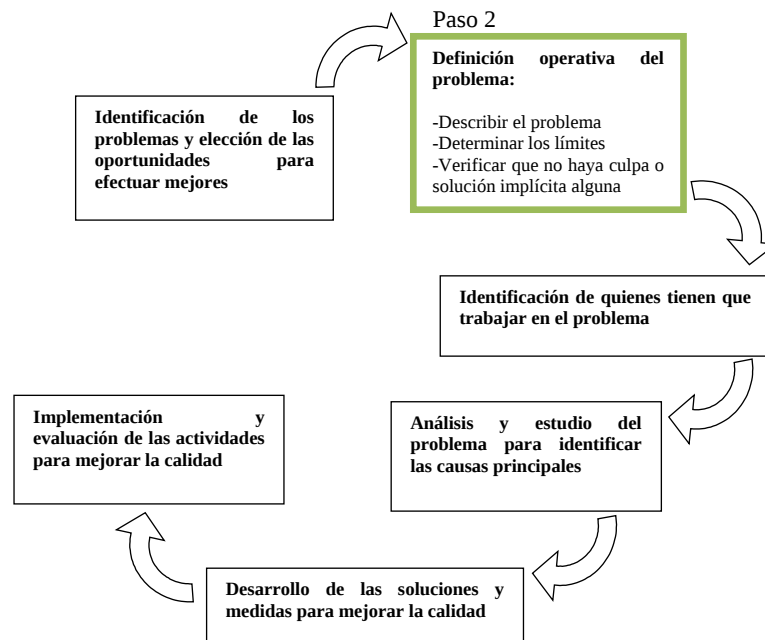 Paso 2
Identificación de los
problemas y elección de las
oportunidades para
efectuar mejores
Definición operativa del
problema:
-Describir el problema
-Determinar los límites
-Verificar que no haya culpa o
solución implícita alguna
Identificación de quienes tienen que
trabajar en el problema
Análisis y estudio del
problema para identificar
las causas principales
Desarrollo de las soluciones y
medidas para mejorar la calidad
Implementación y
evaluación de las actividades
para mejorar la calidad